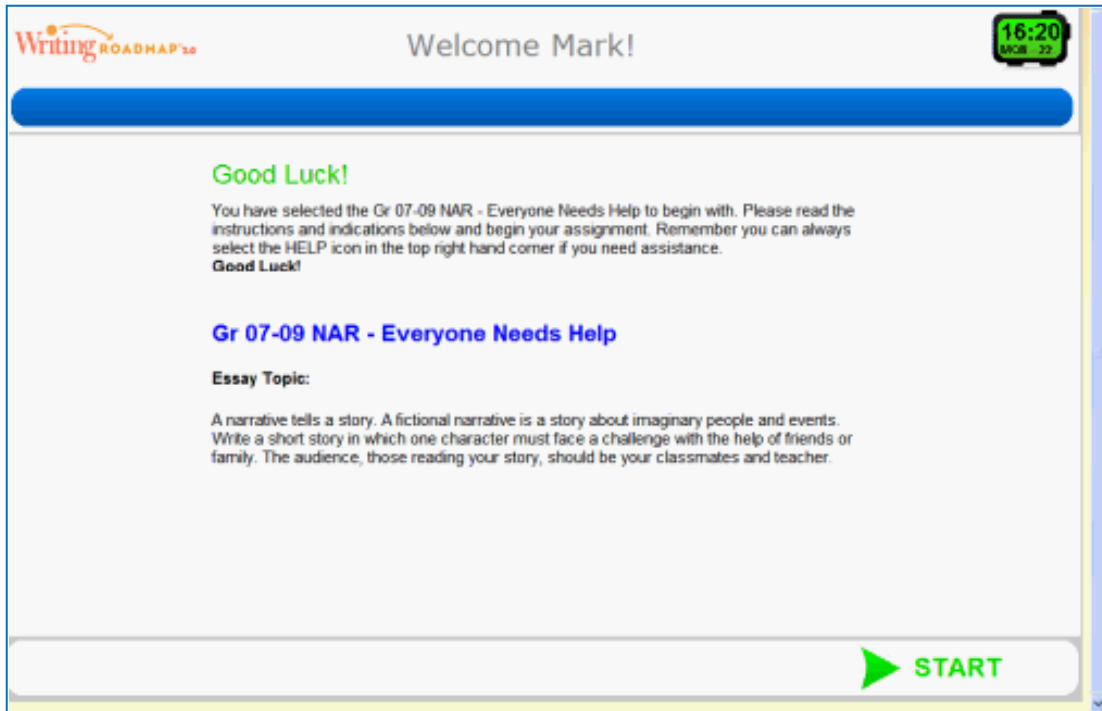 Writing ROADMAP 2.0
Welcome Mark!
16:20
MON 22
Good Luck!
You have selected the Gr 07-09 NAR - Everyone Needs Help to begin with. Please read the
instructions and indications below and begin your assignment. Remember you can always
select the HELP icon in the top right hand corner if you need assistance.
Good Luck!
Gr 07-09 NAR - Everyone Needs Help
Essay Topic:
A narrative tells a story. A fictional narrative is a story about imaginary people and events.
Write a short story in which one character must face a challenge with the help of friends or
family. The audience, those reading your story, should be your classmates and teacher.
START